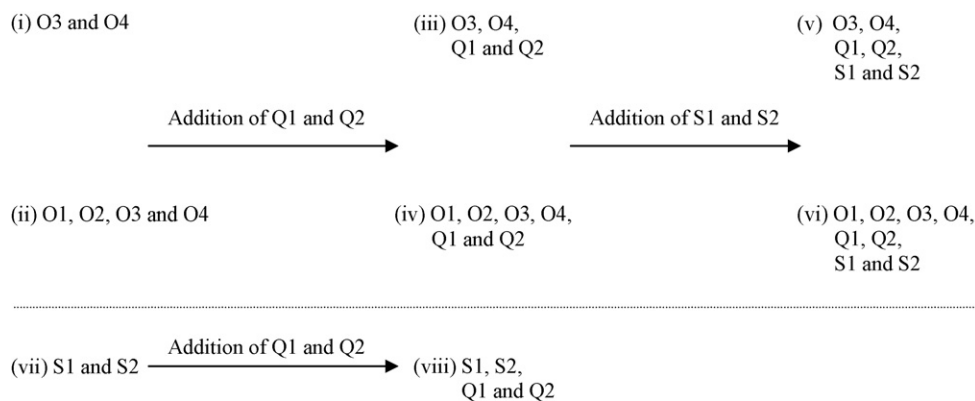 (i) O3 and O4
(iii) O3, O4,
Q1 and Q2
(v) O3, O4,
Q1, Q2,
S1 and S2
Addition of Q1 and Q2
Addition of S1 and S2
(ii) O1, O2, O3 and O4
(iv) O1, O2, O3, O4,
Q1 and Q2
(vi) O1, O2, O3, O4,
Q1, Q2,
S1 and S2
(vii) S1 and S2
Addition of Q1 and Q2
(viii) S1, S2,
Q1 and Q2